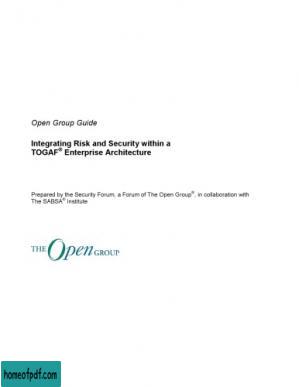 Open Group Guide
Integrating Risk and Security within a
TOGAF® Enterprise Architecture
Prepared by the Security Forum, a Forum of The Open Group®, in collaboration with
The SABSA® Institute
THE Open GROUP
homeofpdf.com